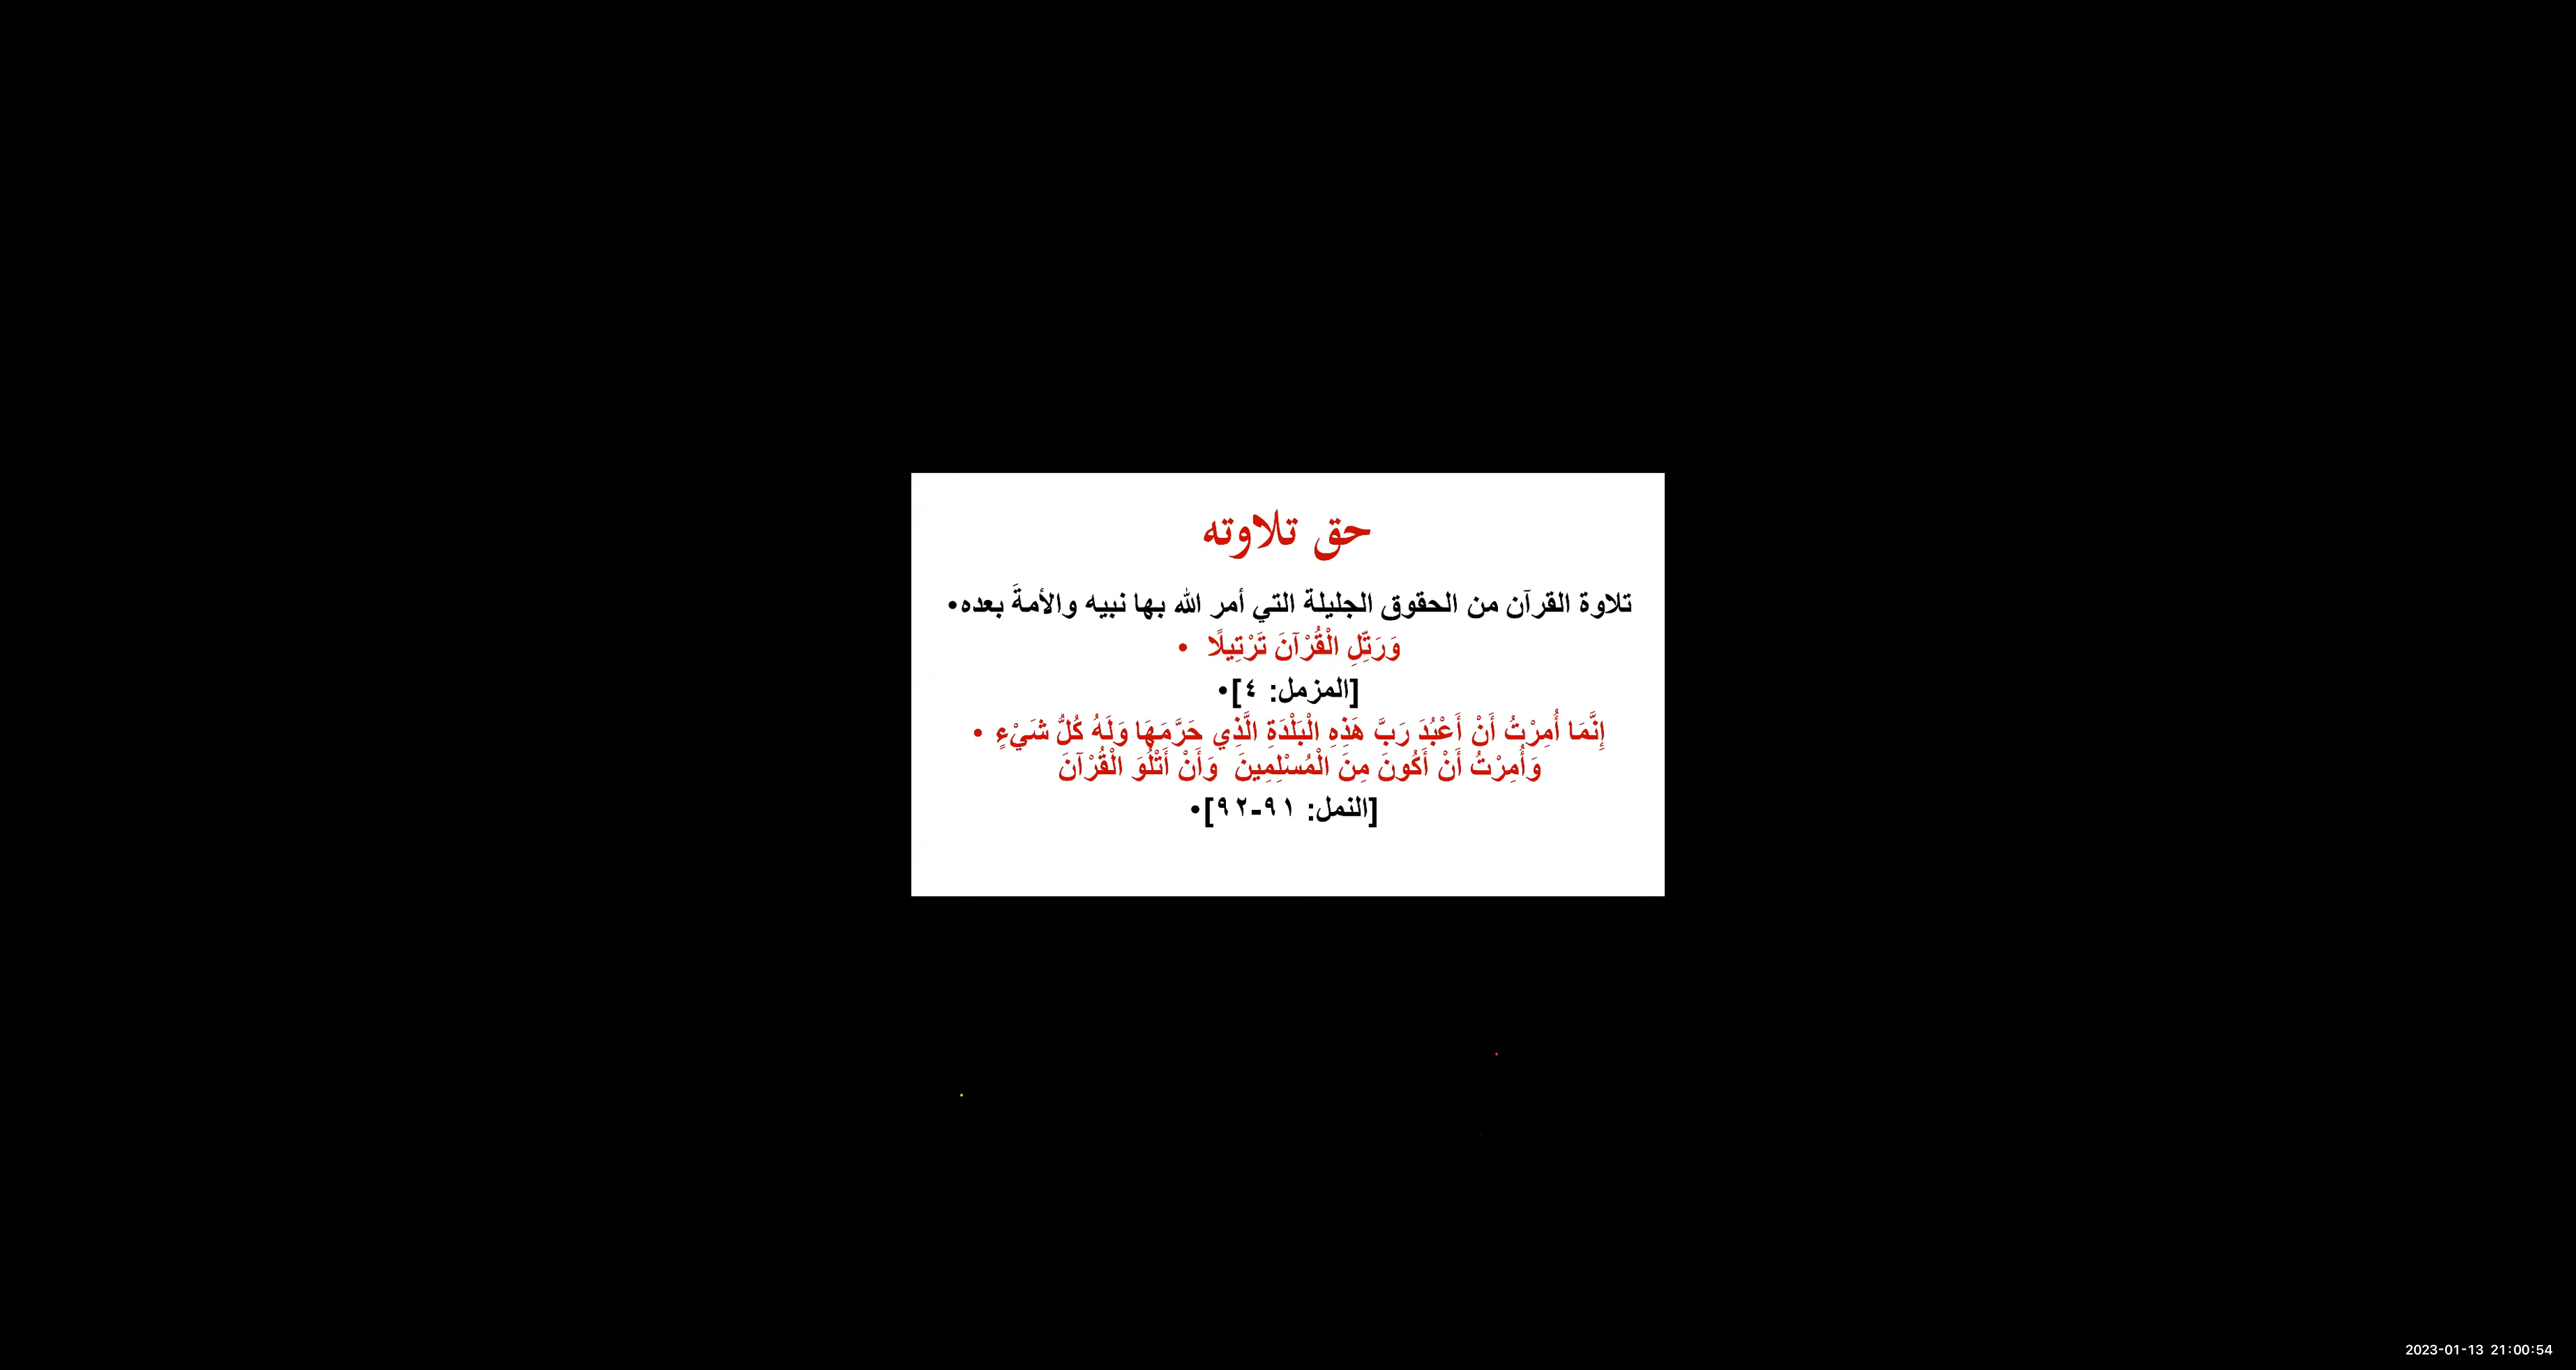 حق تلاوته
تلاوة القرآن من الحقوق الجليلة التي أمر الله بها نبيه والأمةَ بعده•
وَرَتِّلِ الْقُرْآنَ تَرْتِيلًا •
[المزمل: ٤]•
إِنَّمَا أُمِرْتُ أَنْ أَعْبُدَ رَبَّ هَذِهِ الْبَلْدَةِ الَّذِي حَرَّمَهَا وَلَهُ كُلُّ شَيْءٍ •
وَأُمِرْتُ أَنْ أَكُونَ مِنَ الْمُسْلِمِينَ وَأَنْ أَتْلُوَ الْقُرْآنَ
[النمل: ٩١-٩٢]•
2023-01-13 21:00:54